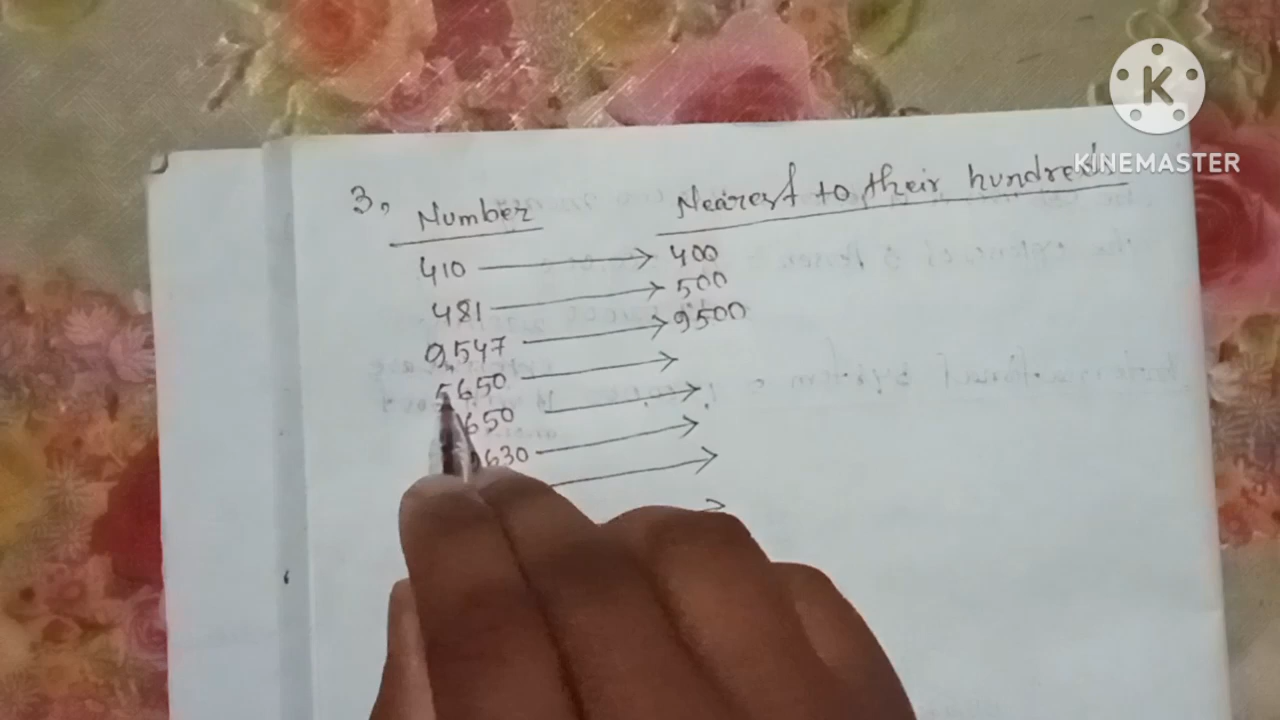 KINEMASTER
3. Number Nearest to their hundreds
410 → 400
481 → 500
9,547 → 9500
5650 →
650 →
630 →